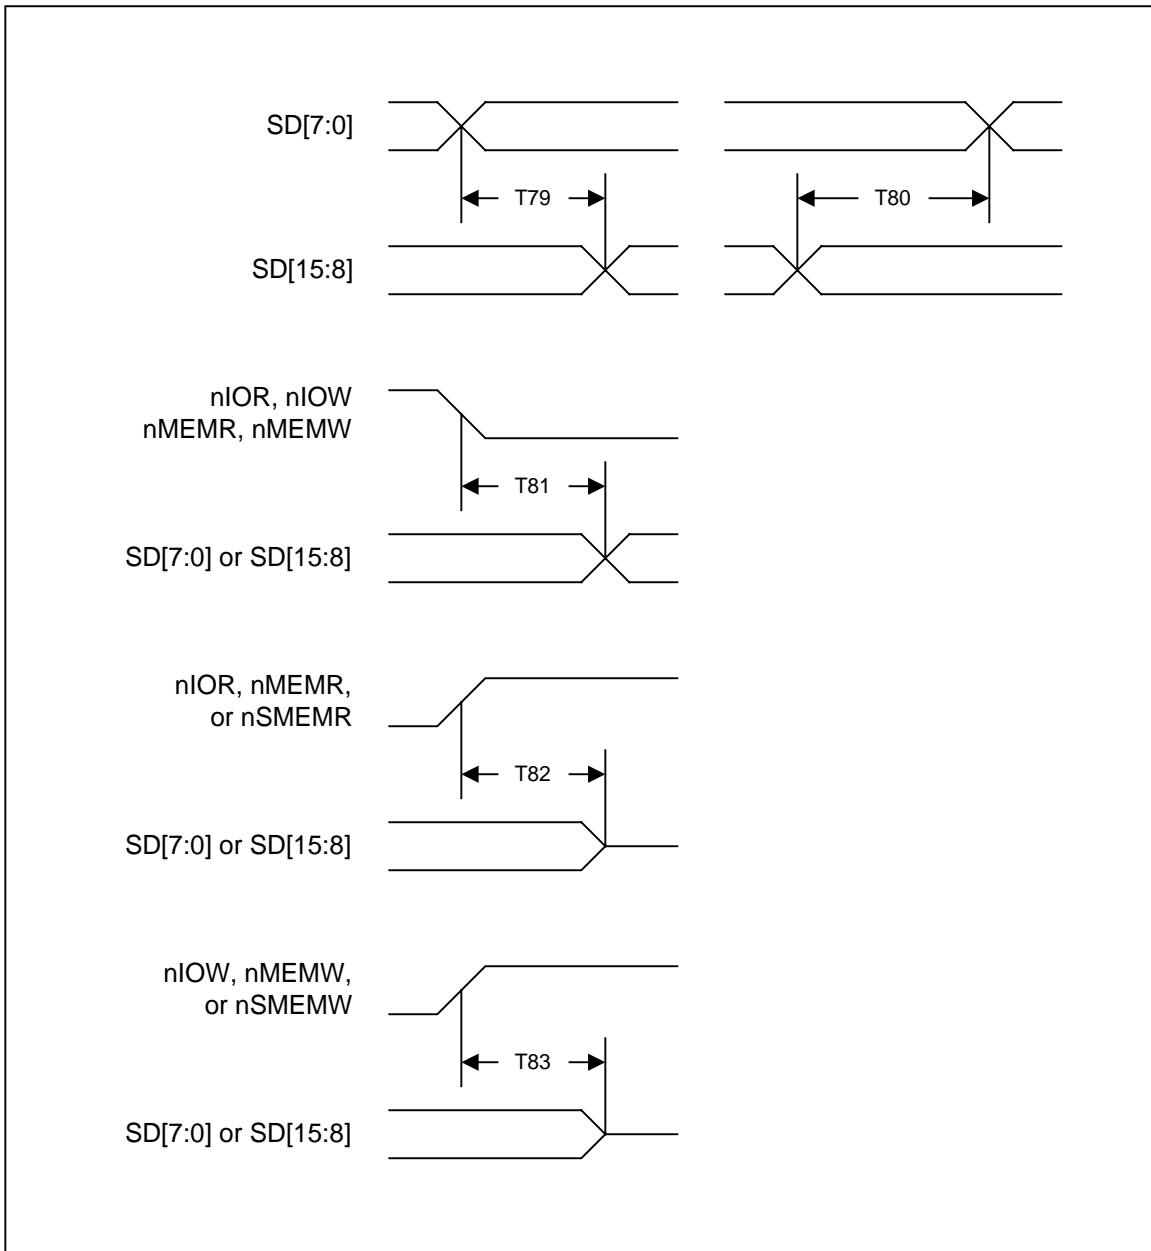 SD[7:0]
T79
T80
SD[15:8]
nIOR, nIOW
nMEMR, nMEMW
T81
SD[7:0] or SD[15:8]
nIOR, nMEMR,
or nSMEMR
T82
SD[7:0] or SD[15:8]
nIOW, nMEMW,
or nSMEMW
T83
SD[7:0] or SD[15:8]